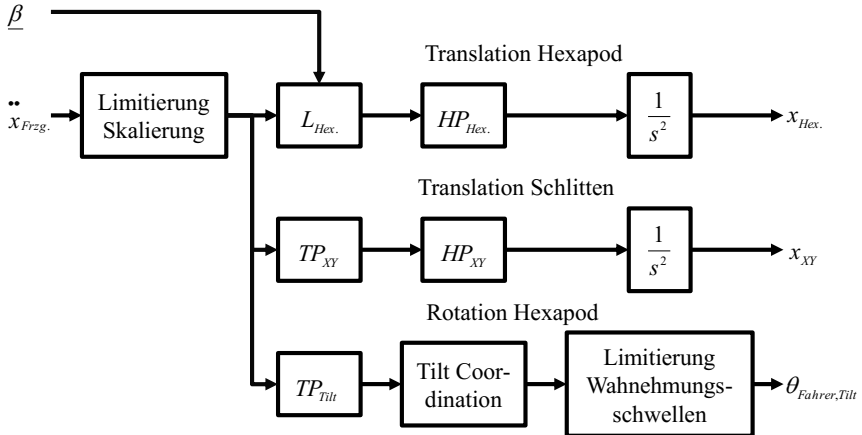 β
Translation Hexapod
ẍ_Frzg.
Limitierung
Skalierung
L_Hex.
HP_Hex.
1
s²
x_Hex.
Translation Schlitten
TP_XY
HP_XY
1
s²
x_XY
Rotation Hexapod
TP_Tilt
Tilt Coor-
dination
Limitierung
Wahnehmungs-
schwellen
θ_Fahrer,Tilt